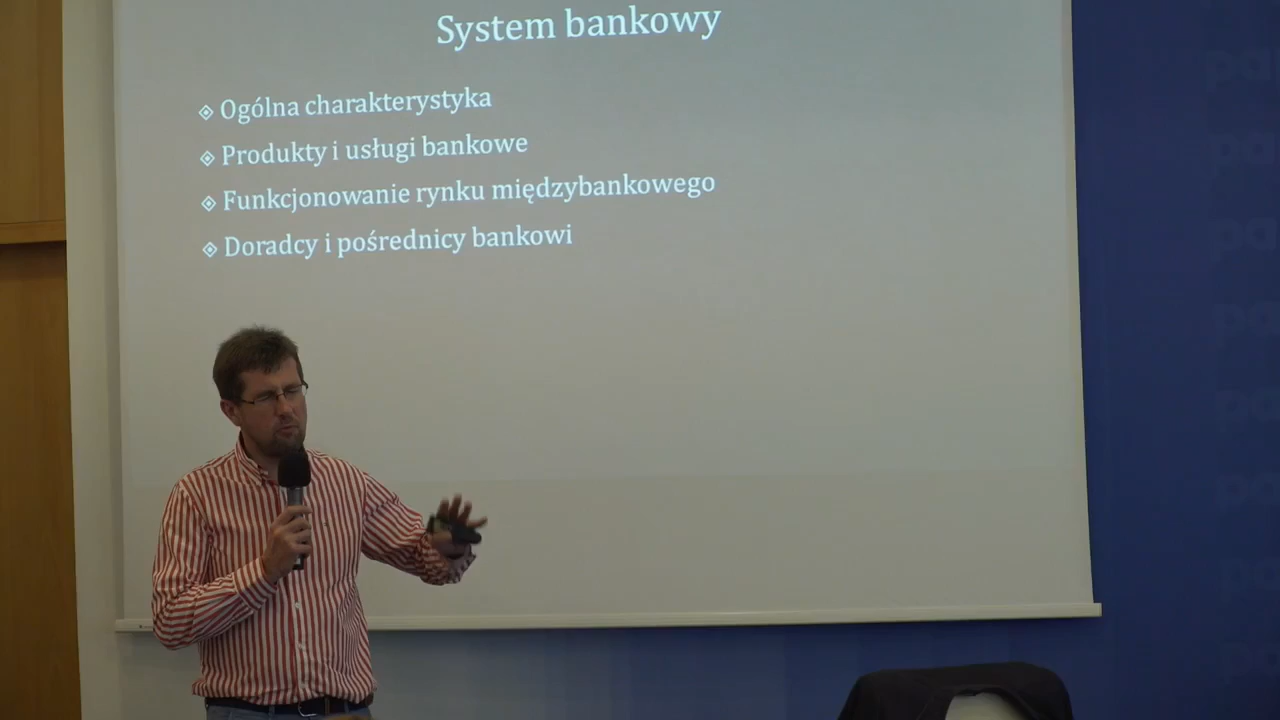 System bankowy
Ogólna charakterystyka
Produkty i usługi bankowe
Funkcjonowanie rynku międzybankowego
Doradcy i pośrednicy bankowi